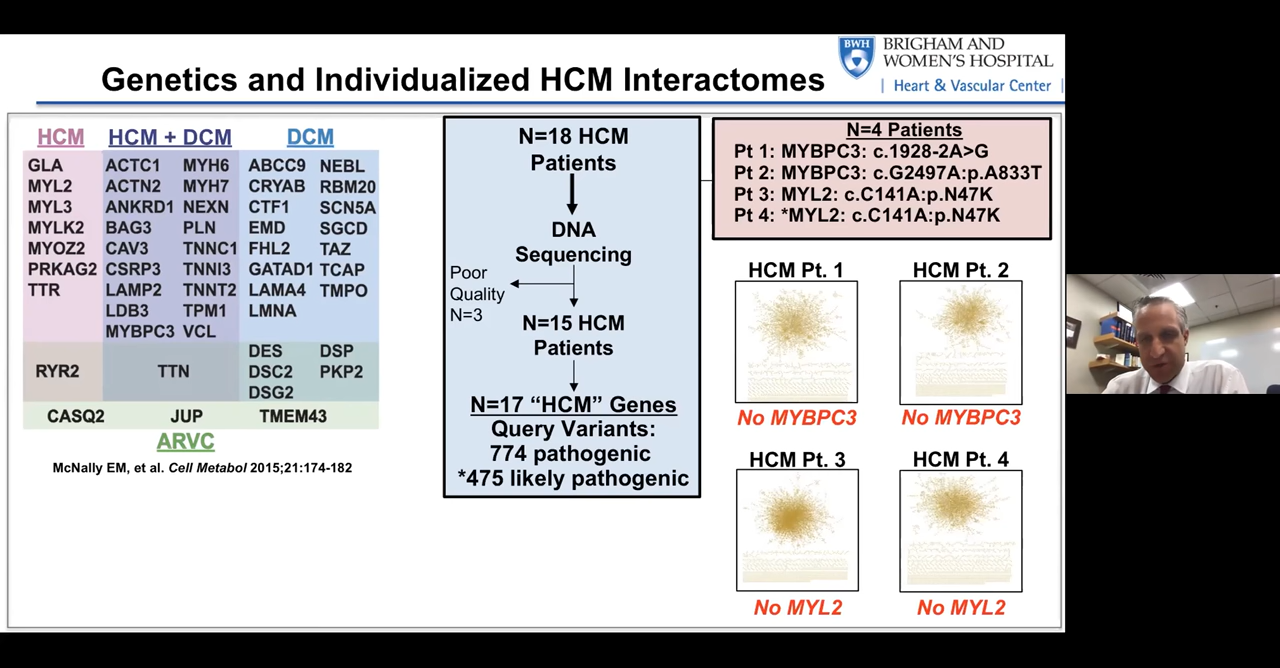 BWH
BRIGHAM AND
WOMEN'S HOSPITAL
Heart & Vascular Center
Genetics and Individualized HCM Interactomes
HCM
HCM + DCM
DCM
GLA
MYL2
MYL3
MYLK2
MYOZ2
PRKAG2
TTR
ACTC1 MYH6
ACTN2 MYH7
ANKRD1 NEXN
BAG3 PLN
CAV3 TNNC1
CSRP3 TNNI3
LAMP2 TNNT2
LDB3 TPM1
MYBPC3 VCL
ABCC9 NEBL
CRYAB RBM20
CTF1 SCN5A
EMD SGCD
FHL2 TAZ
GATAD1 TCAP
LAMA4 TMPO
LMNA
RYR2
TTN
DES DSP
DSC2 PKP2
DSG2
CASQ2 JUP TMEM43
ARVC
McNally EM, et al. Cell Metabol 2015;21:174-182
N=18 HCM
Patients
DNA
Sequencing
Poor
Quality
N=3
N=15 HCM
Patients
N=17 “HCM” Genes
Query Variants:
774 pathogenic
*475 likely pathogenic
N=4 Patients
Pt 1: MYBPC3: c.1928-2A>G
Pt 2: MYBPC3: c.G2497A:p.A833T
Pt 3: MYL2: c.C141A:p.N47K
Pt 4: *MYL2: c.C141A:p.N47K
HCM Pt. 1
No MYBPC3
HCM Pt. 2
No MYBPC3
HCM Pt. 3
No MYL2
HCM Pt. 4
No MYL2